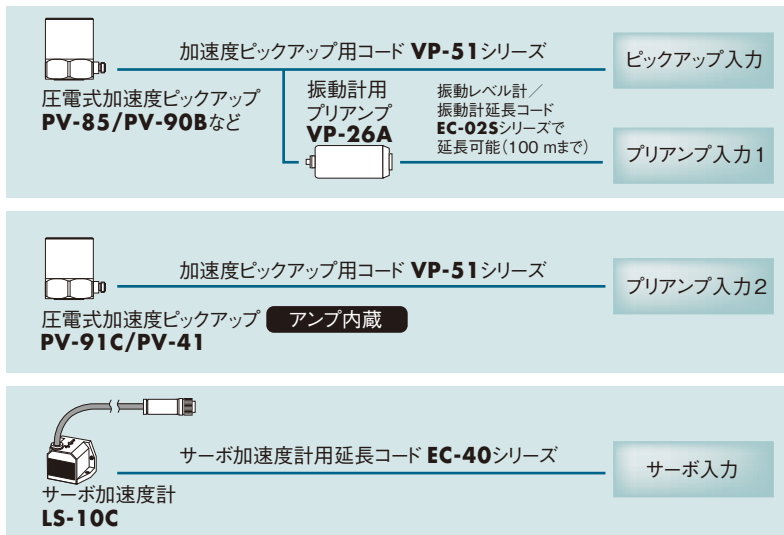 加速度ピックアップ用コード VP-51シリーズ
ピックアップ入力
圧電式加速度ピックアップ
PV-85/PV-90Bなど
振動計用
プリアンプ
VP-26A
振動レベル計／
振動計延長コード
EC-02Sシリーズで
延長可能(100 mまで)
プリアンプ入力1
加速度ピックアップ用コード VP-51シリーズ
プリアンプ入力2
圧電式加速度ピックアップ アンプ内蔵
PV-91C/PV-41
サーボ加速度計用延長コード EC-40シリーズ
サーボ入力
サーボ加速度計
LS-10C